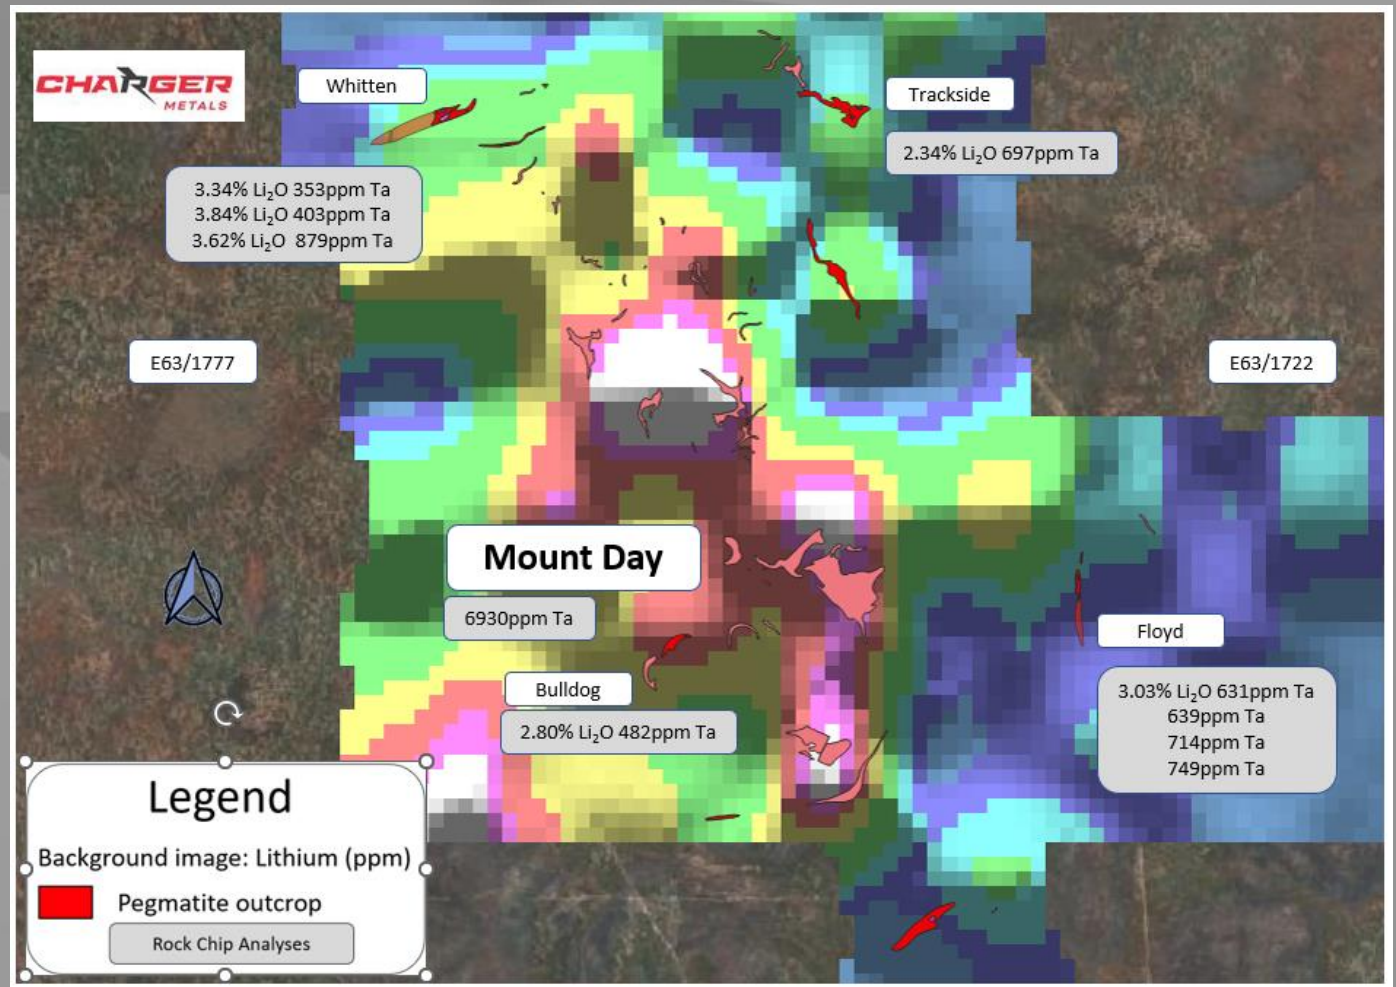 CHARGER
METALS
Whitten
3.34% Li₂O 353ppm Ta
3.84% Li₂O 403ppm Ta
3.62% Li₂O 879ppm Ta
Trackside
2.34% Li₂O 697ppm Ta
E63/1777
E63/1722
Mount Day
6930ppm Ta
Bulldog
2.80% Li₂O 482ppm Ta
Floyd
3.03% Li₂O 631ppm Ta
639ppm Ta
714ppm Ta
749ppm Ta
Legend
Background image: Lithium (ppm)
Pegmatite outcrop
Rock Chip Analyses